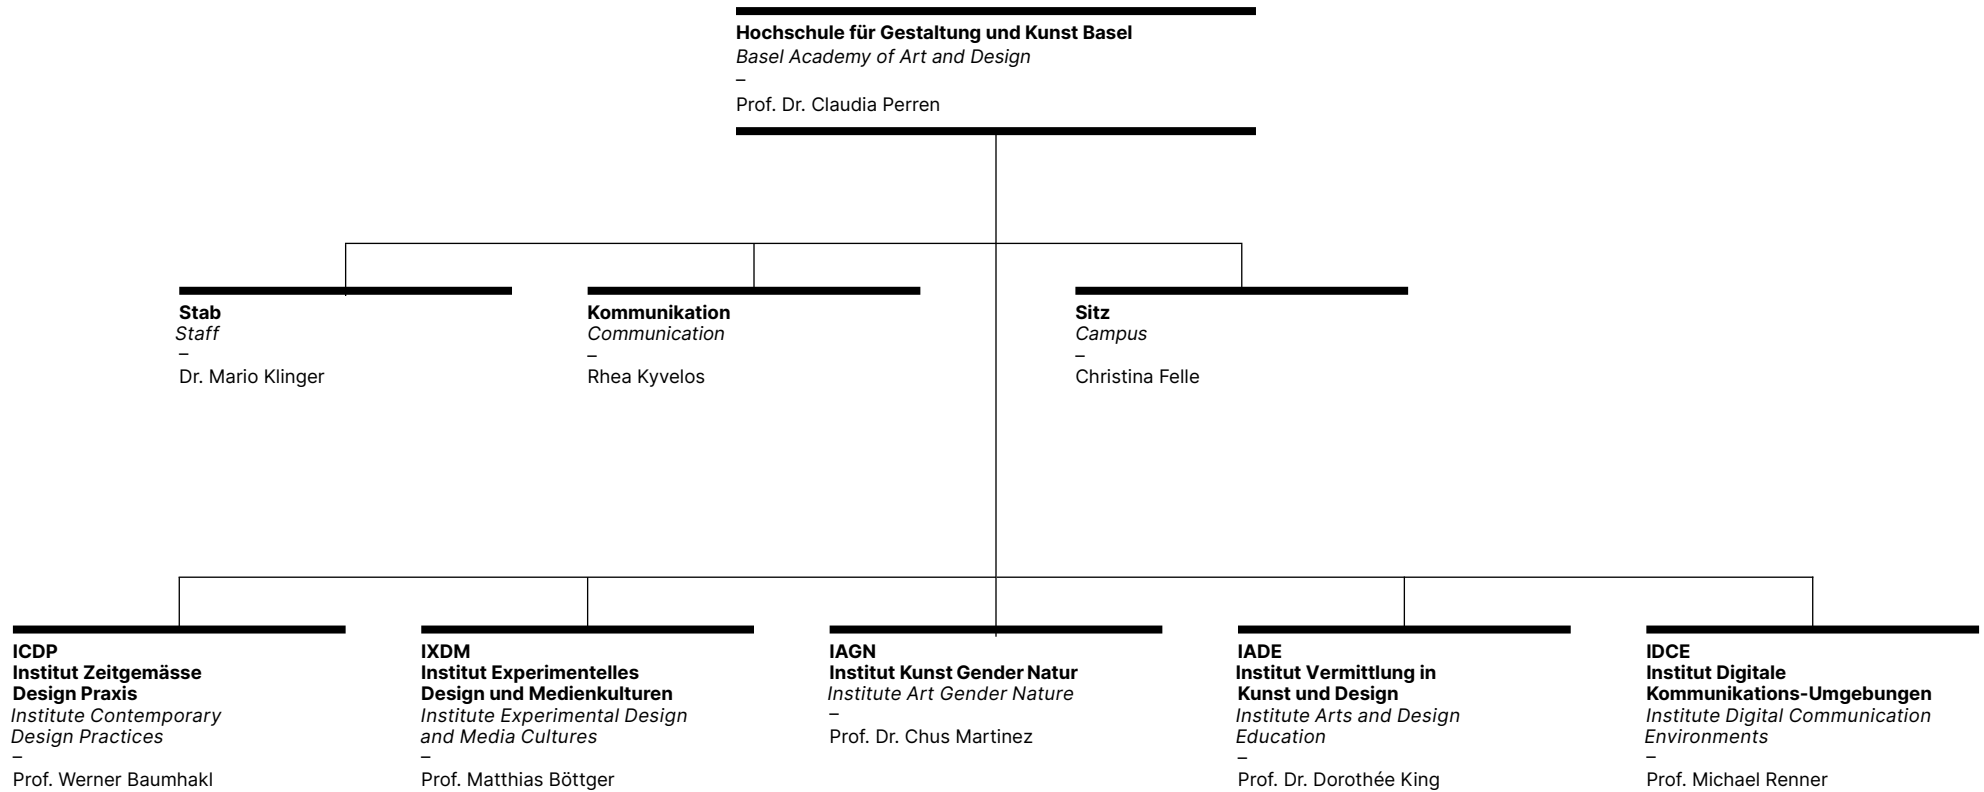 Hochschule für Gestaltung und Kunst Basel
Basel Academy of Art and Design
–
Prof. Dr. Claudia Perren
Stab
Staff
–
Dr. Mario Klinger
Kommunikation
Communication
–
Rhea Kyvelos
Sitz
Campus
–
Christina Felle
ICDP
Institut Zeitgemässe
Design Praxis
Institute Contemporary
Design Practices
–
Prof. Werner Baumhakl
IXDM
Institut Experimentelles
Design und Medienkulturen
Institute Experimental Design
and Media Cultures
–
Prof. Matthias Böttger
IAGN
Institut Kunst Gender Natur
Institute Art Gender Nature
–
Prof. Dr. Chus Martinez
IADE
Institut Vermittlung in
Kunst und Design
Institute Arts and Design
Education
–
Prof. Dr. Dorothée King
IDCE
Institut Digitale
Kommunikations-Umgebungen
Institute Digital Communication
Environments
–
Prof. Michael Renner